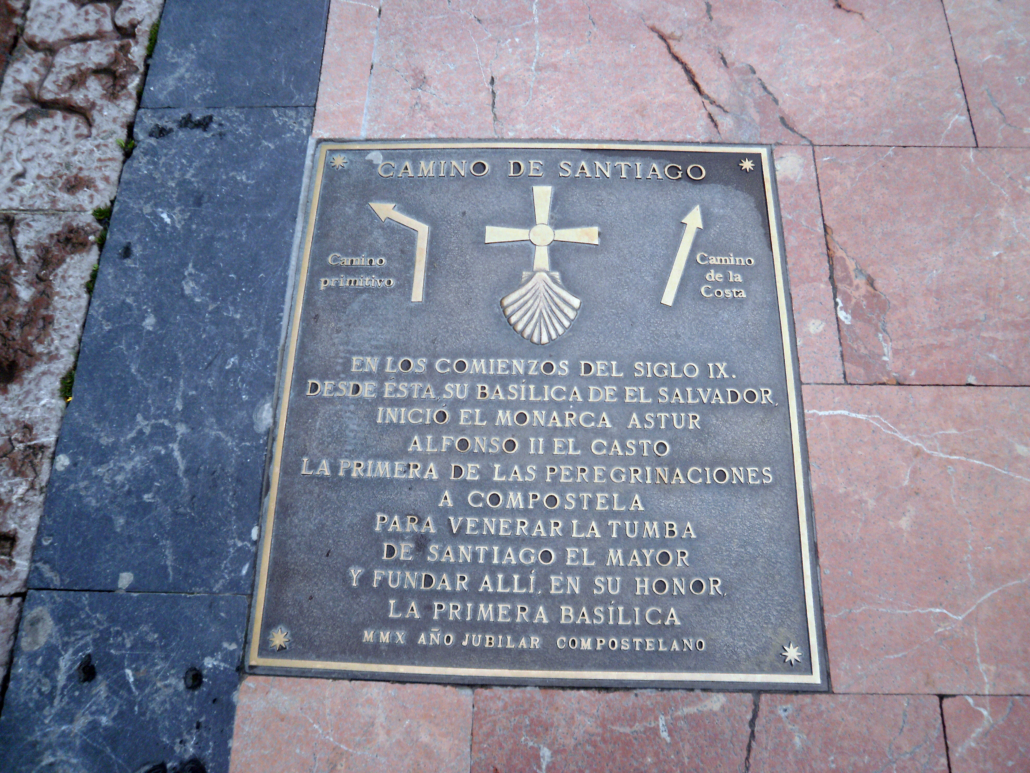 CAMINO DE SANTIAGO
Camino
primitivo
Camino
de la
Costa
EN LOS COMIENZOS DEL SIGLO IX.
DESDE ESTA SU BASÍLICA DE EL SALVADOR,
INICIO EL MONARCA ASTUR
ALFONSO II EL CASTO
LA PRIMERA DE LAS PEREGRINACIONES
A COMPOSTELA
PARA VENERAR LA TUMBA
DE SANTIAGO EL MAYOR
Y FUNDAR ALLÍ, EN SU HONOR,
LA PRIMERA BASÍLICA
MMX AÑO JUBILAR COMPOSTELANO